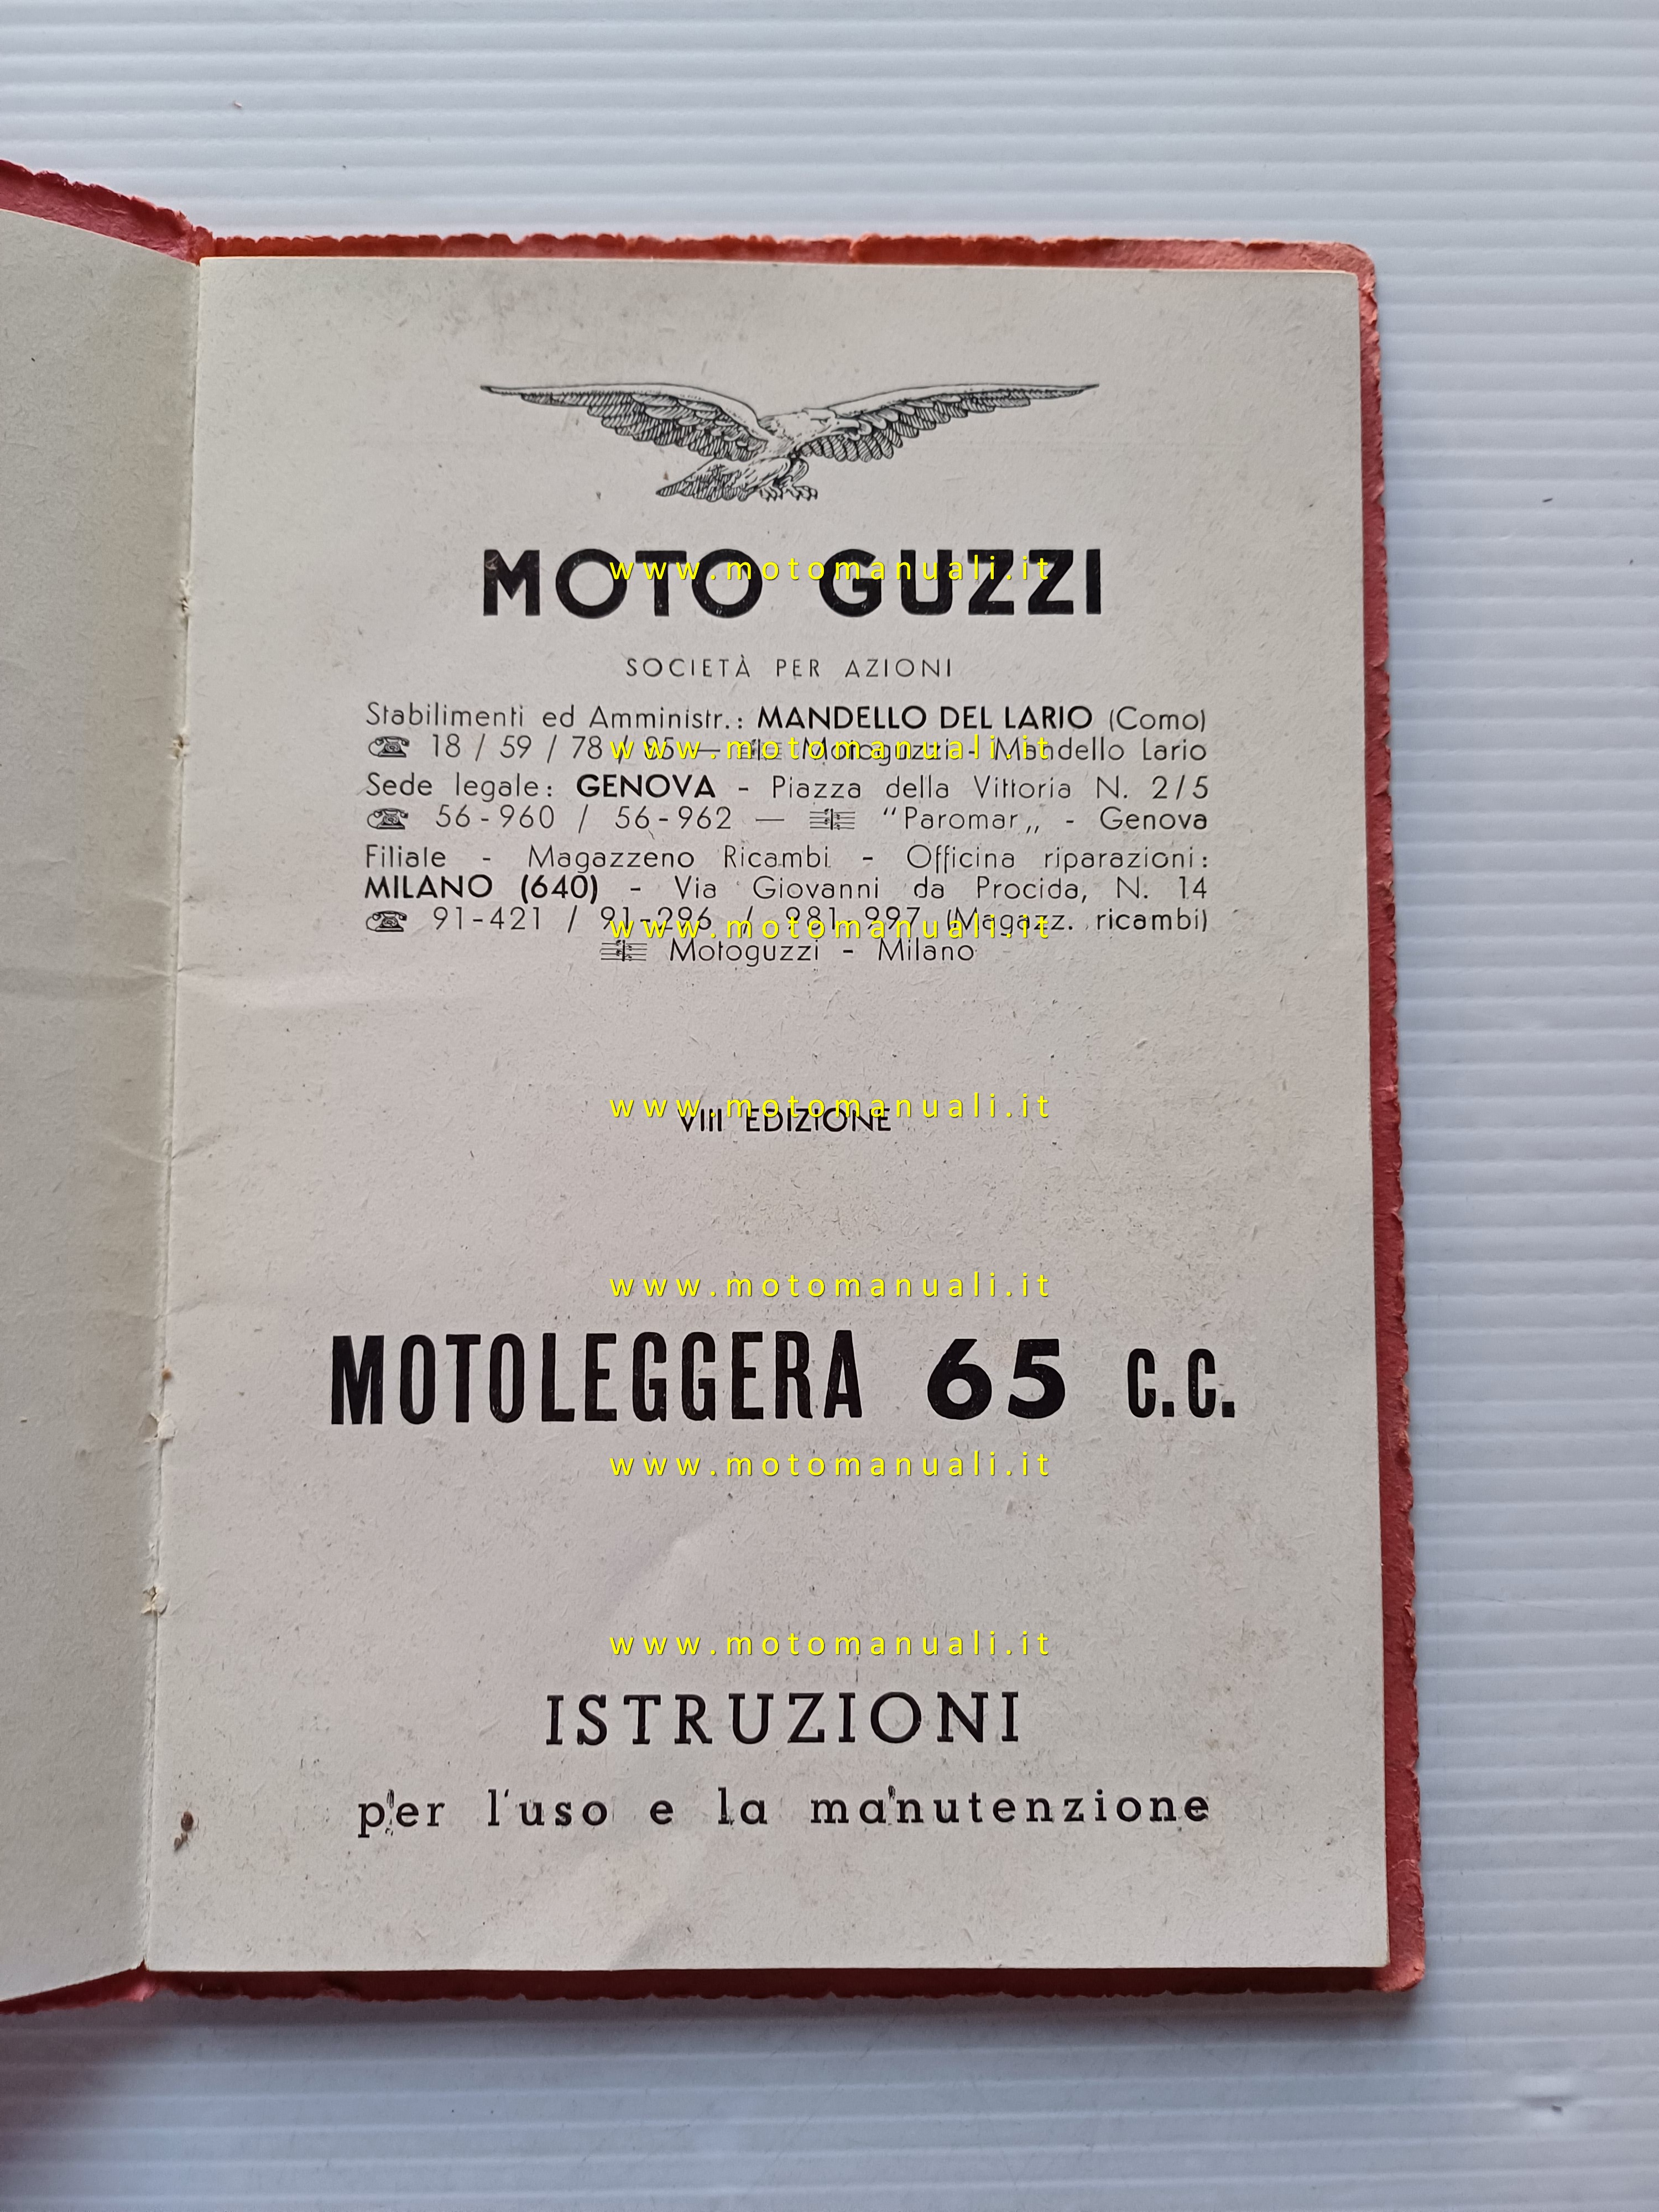 MOTO GUZZI
www.motomanuali.it
SOCIETÀ PER AZIONI
Stabilimenti ed Amministr.: MANDELLO DEL LARIO (Como)
18 / 59 / 78 / 85 — Motoguzzi - Mandello Lario
www.motomanuali.it
Sede legale: GENOVA - Piazza della Vittoria N. 2/5
56-960 / 56-962 — “Paromar„ - Genova
Filiale - Magazzeno Ricambi - Officina riparazioni:
MILANO (640) - Via Giovanni da Procida, N. 14
91-421 / 91-296 / 981-997 (Magazz. ricambi)
www.motomanuali.it
Motoguzzi - Milano
www.motomanuali.it
VIII EDIZIONE
www.motomanuali.it
MOTOLEGGERA 65 C.C.
www.motomanuali.it
www.motomanuali.it
ISTRUZIONI
per l'uso e la manutenzione